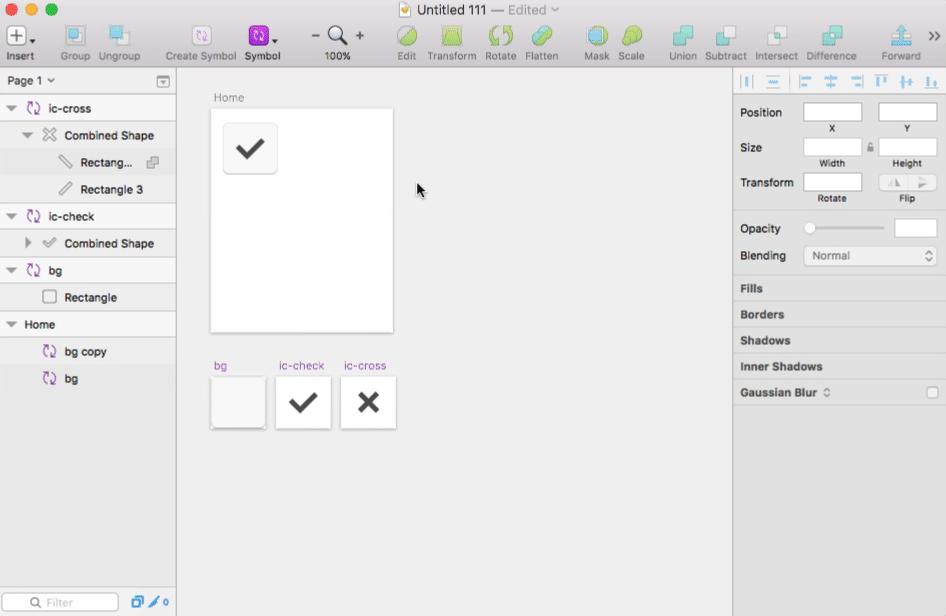 Untitled 111 — Edited
Insert Group Ungroup Create Symbol Symbol 100% Edit Transform Rotate Flatten Mask Scale Union Subtract Intersect Difference Forward
Page 1
ic-cross
Combined Shape
Rectang...
Rectangle 3
ic-check
Combined Shape
bg
Rectangle
Home
bg copy
bg
Filter
0
Home
bg ic-check ic-cross
Position
X Y
Size
Width Height
Transform
Rotate Flip
Opacity
Blending Normal
Fills
Borders
Shadows
Inner Shadows
Gaussian Blur